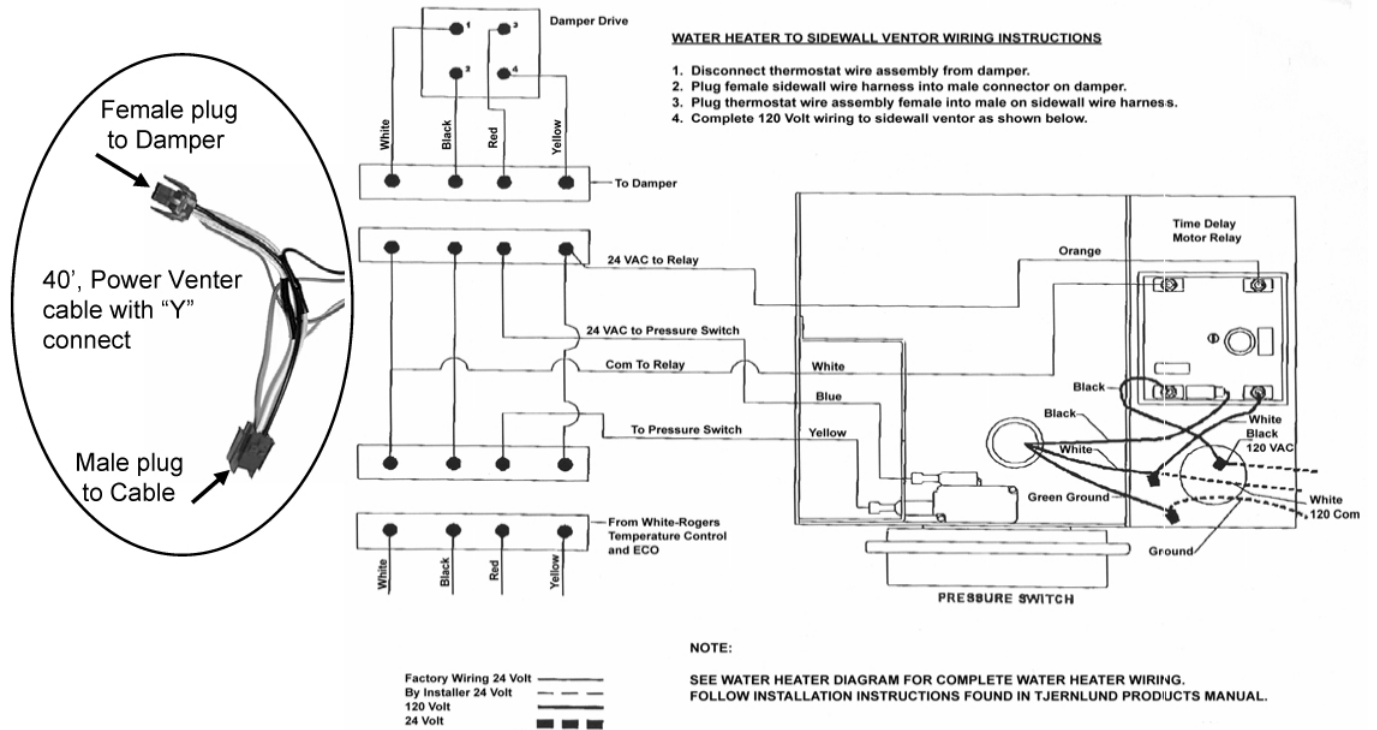 Female plug
to Damper
40’, Power Venter
cable with “Y”
connect
Male plug
to Cable
Damper Drive
1
3
2
4
White
Black
Red
Yellow
To Damper
WATER HEATER TO SIDEWALL VENTOR WIRING INSTRUCTIONS
1. Disconnect thermostat wire assembly from damper.
2. Plug female sidewall wire harness into male connector on damper.
3. Plug thermostat wire assembly female into male on sidewall wire harness.
4. Complete 120 Volt wiring to sidewall ventor as shown below.
24 VAC to Relay
24 VAC to Pressure Switch
Com To Relay
To Pressure Switch
From White-Rogers
Temperature Control
and ECO
White
Black
Red
Yellow
Time Delay
Motor Relay
Orange
White
Blue
Yellow
Black
Black
White
White
Black
120 VAC
Green Ground
White
120 Com
Ground
PRESSURE SWITCH
Factory Wiring 24 Volt
By Installer 24 Volt
120 Volt
24 Volt
NOTE:
SEE WATER HEATER DIAGRAM FOR COMPLETE WATER HEATER WIRING.
FOLLOW INSTALLATION INSTRUCTIONS FOUND IN TJERNLUND PRODUCTS MANUAL.